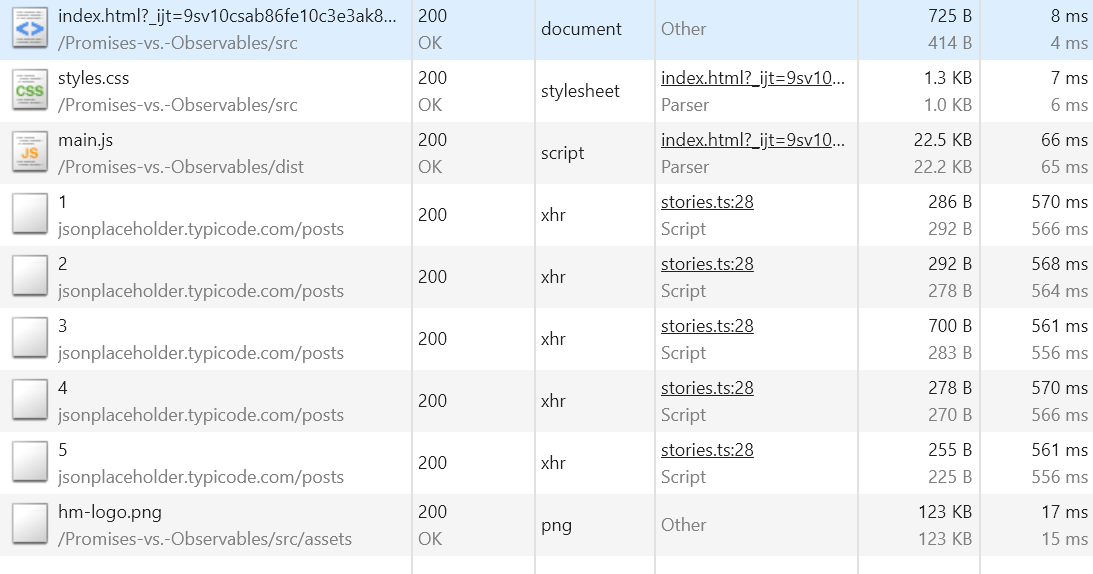 index.html?_ijt=9sv10csab86fe10c3e3ak8... 200 document Other 725 B 8 ms
/Promises-vs.-Observables/src OK 414 B 4 ms
styles.css 200 stylesheet index.html?_ijt=9sv10... 1.3 KB 7 ms
CSS /Promises-vs.-Observables/src OK Parser 1.0 KB 6 ms
main.js 200 script index.html?_ijt=9sv10... 22.5 KB 66 ms
JS /Promises-vs.-Observables/dist OK Parser 22.2 KB 65 ms
1 200 xhr stories.ts:28 286 B 570 ms
jsonplaceholder.typicode.com/posts Script 292 B 566 ms
2 200 xhr stories.ts:28 292 B 568 ms
jsonplaceholder.typicode.com/posts Script 278 B 564 ms
3 200 xhr stories.ts:28 700 B 561 ms
jsonplaceholder.typicode.com/posts Script 283 B 556 ms
4 200 xhr stories.ts:28 278 B 570 ms
jsonplaceholder.typicode.com/posts Script 270 B 566 ms
5 200 xhr stories.ts:28 255 B 561 ms
jsonplaceholder.typicode.com/posts Script 225 B 556 ms
hm-logo.png 200 png Other 123 KB 17 ms
/Promises-vs.-Observables/src/assets OK 123 KB 15 ms